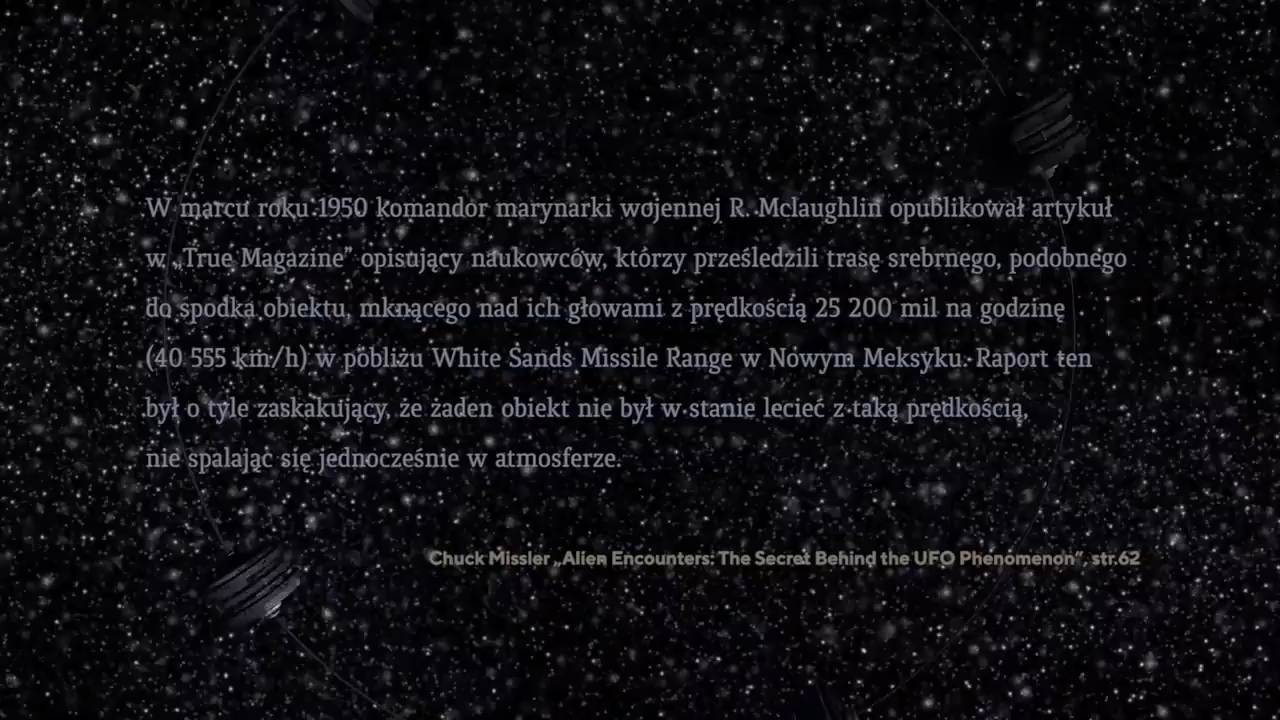 W marcu roku 1950 komandor marynarki wojennej R. Mclaughlin opublikował artykuł
w „True Magazine” opisujący naukowców, którzy prześledzili trasę srebrnego, podobnego
do spodka obiektu, mknącego nad ich głowami z prędkością 25 200 mil na godzinę
(40 555 km/h) w pobliżu White Sands Missile Range w Nowym Meksyku. Raport ten
był o tyle zaskakujący, że żaden obiekt nie był w stanie lecieć z taką prędkością,
nie spalając się jednocześnie w atmosferze.
Chuck Missler „Alien Encounters: The Secret Behind the UFO Phenomenon”, str.62